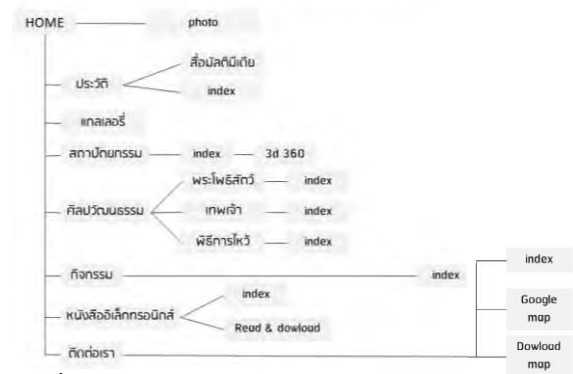 HOME photo
สื่อมัลติมีเดีย
ประวัติ
index
แกลเลอรี่
สถาปัตยกรรม index 3d 360
พระโพธิสัตว์ index
ศิลปวัฒนธรรม เทพเจ้า index
พิธีการไหว้ index
index
กิจกรรม index
index
Google
map
หนังสืออิเล็กทรอนิกส์
Read & dowload
ติดต่อเรา
Dowload
map